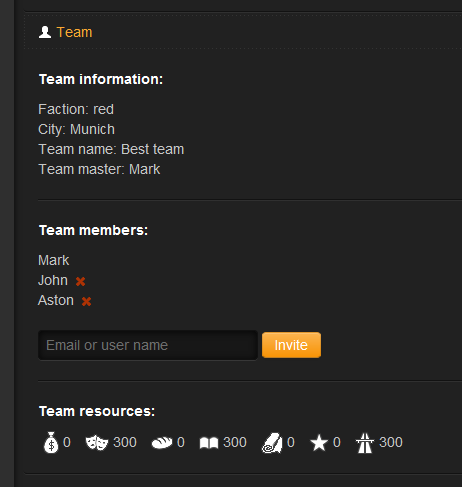 Team
Team information:
Faction: red
City: Munich
Team name: Best team
Team master: Mark
Team members:
Mark
John
Aston
Email or user name Invite
Team resources:
$ 0 300 0 300 0 0 300